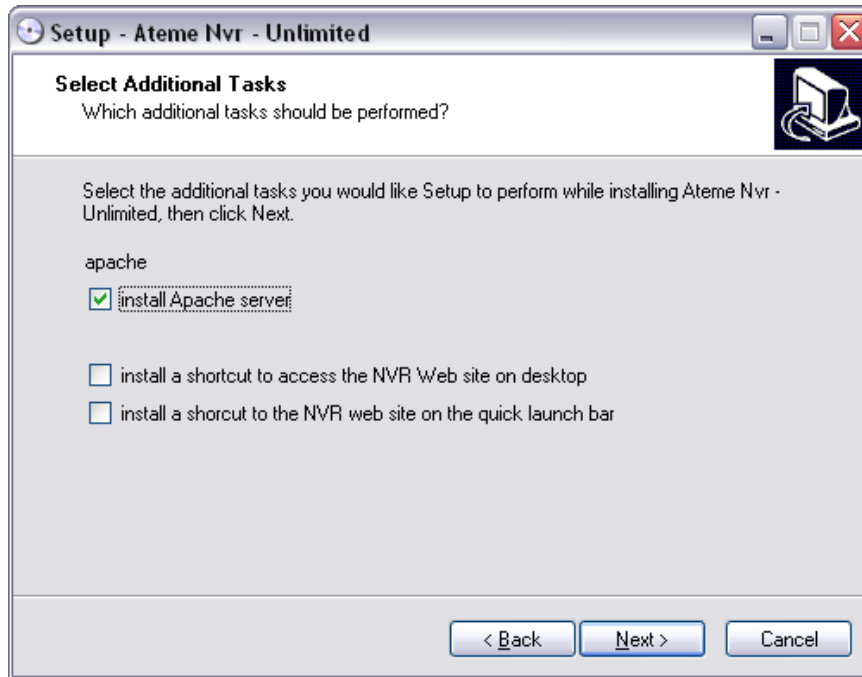 Setup - Ateme Nvr - Unlimited
Select Additional Tasks
Which additional tasks should be performed?
Select the additional tasks you would like Setup to perform while installing Ateme Nvr -
Unlimited, then click Next.
apache
install Apache server
install a shortcut to access the NVR Web site on desktop
install a shorcut to the NVR web site on the quick launch bar
< Back
Next >
Cancel